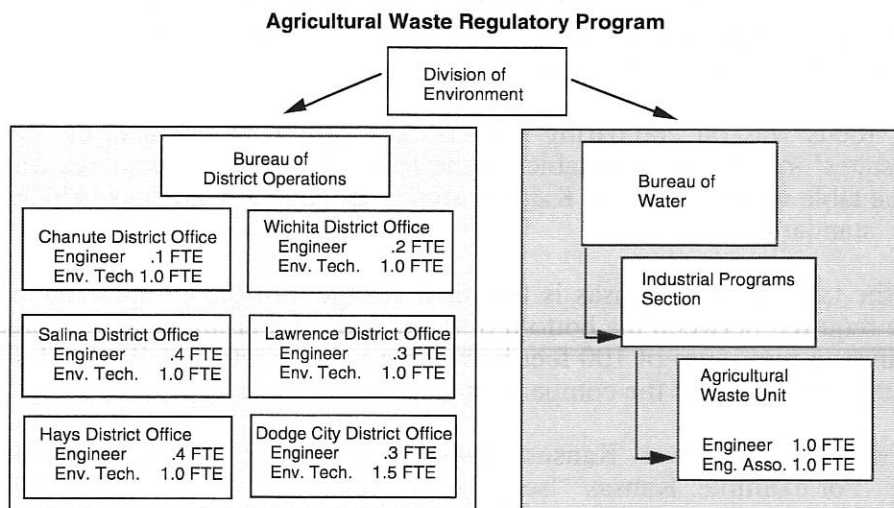 Agricultural Waste Regulatory Program
Division of
Environment
Bureau of
District Operations
Chanute District Office
Engineer .1 FTE
Env. Tech 1.0 FTE
Wichita District Office
Engineer .2 FTE
Env. Tech. 1.0 FTE
Salina District Office
Engineer .4 FTE
Env. Tech. 1.0 FTE
Lawrence District Office
Engineer .3 FTE
Env. Tech. 1.0 FTE
Hays District Office
Engineer .4 FTE
Env. Tech. 1.0 FTE
Dodge City District Office
Engineer .3 FTE
Env. Tech. 1.5 FTE
Bureau of
Water
Industrial Programs
Section
Agricultural
Waste Unit
Engineer 1.0 FTE
Eng. Asso. 1.0 FTE